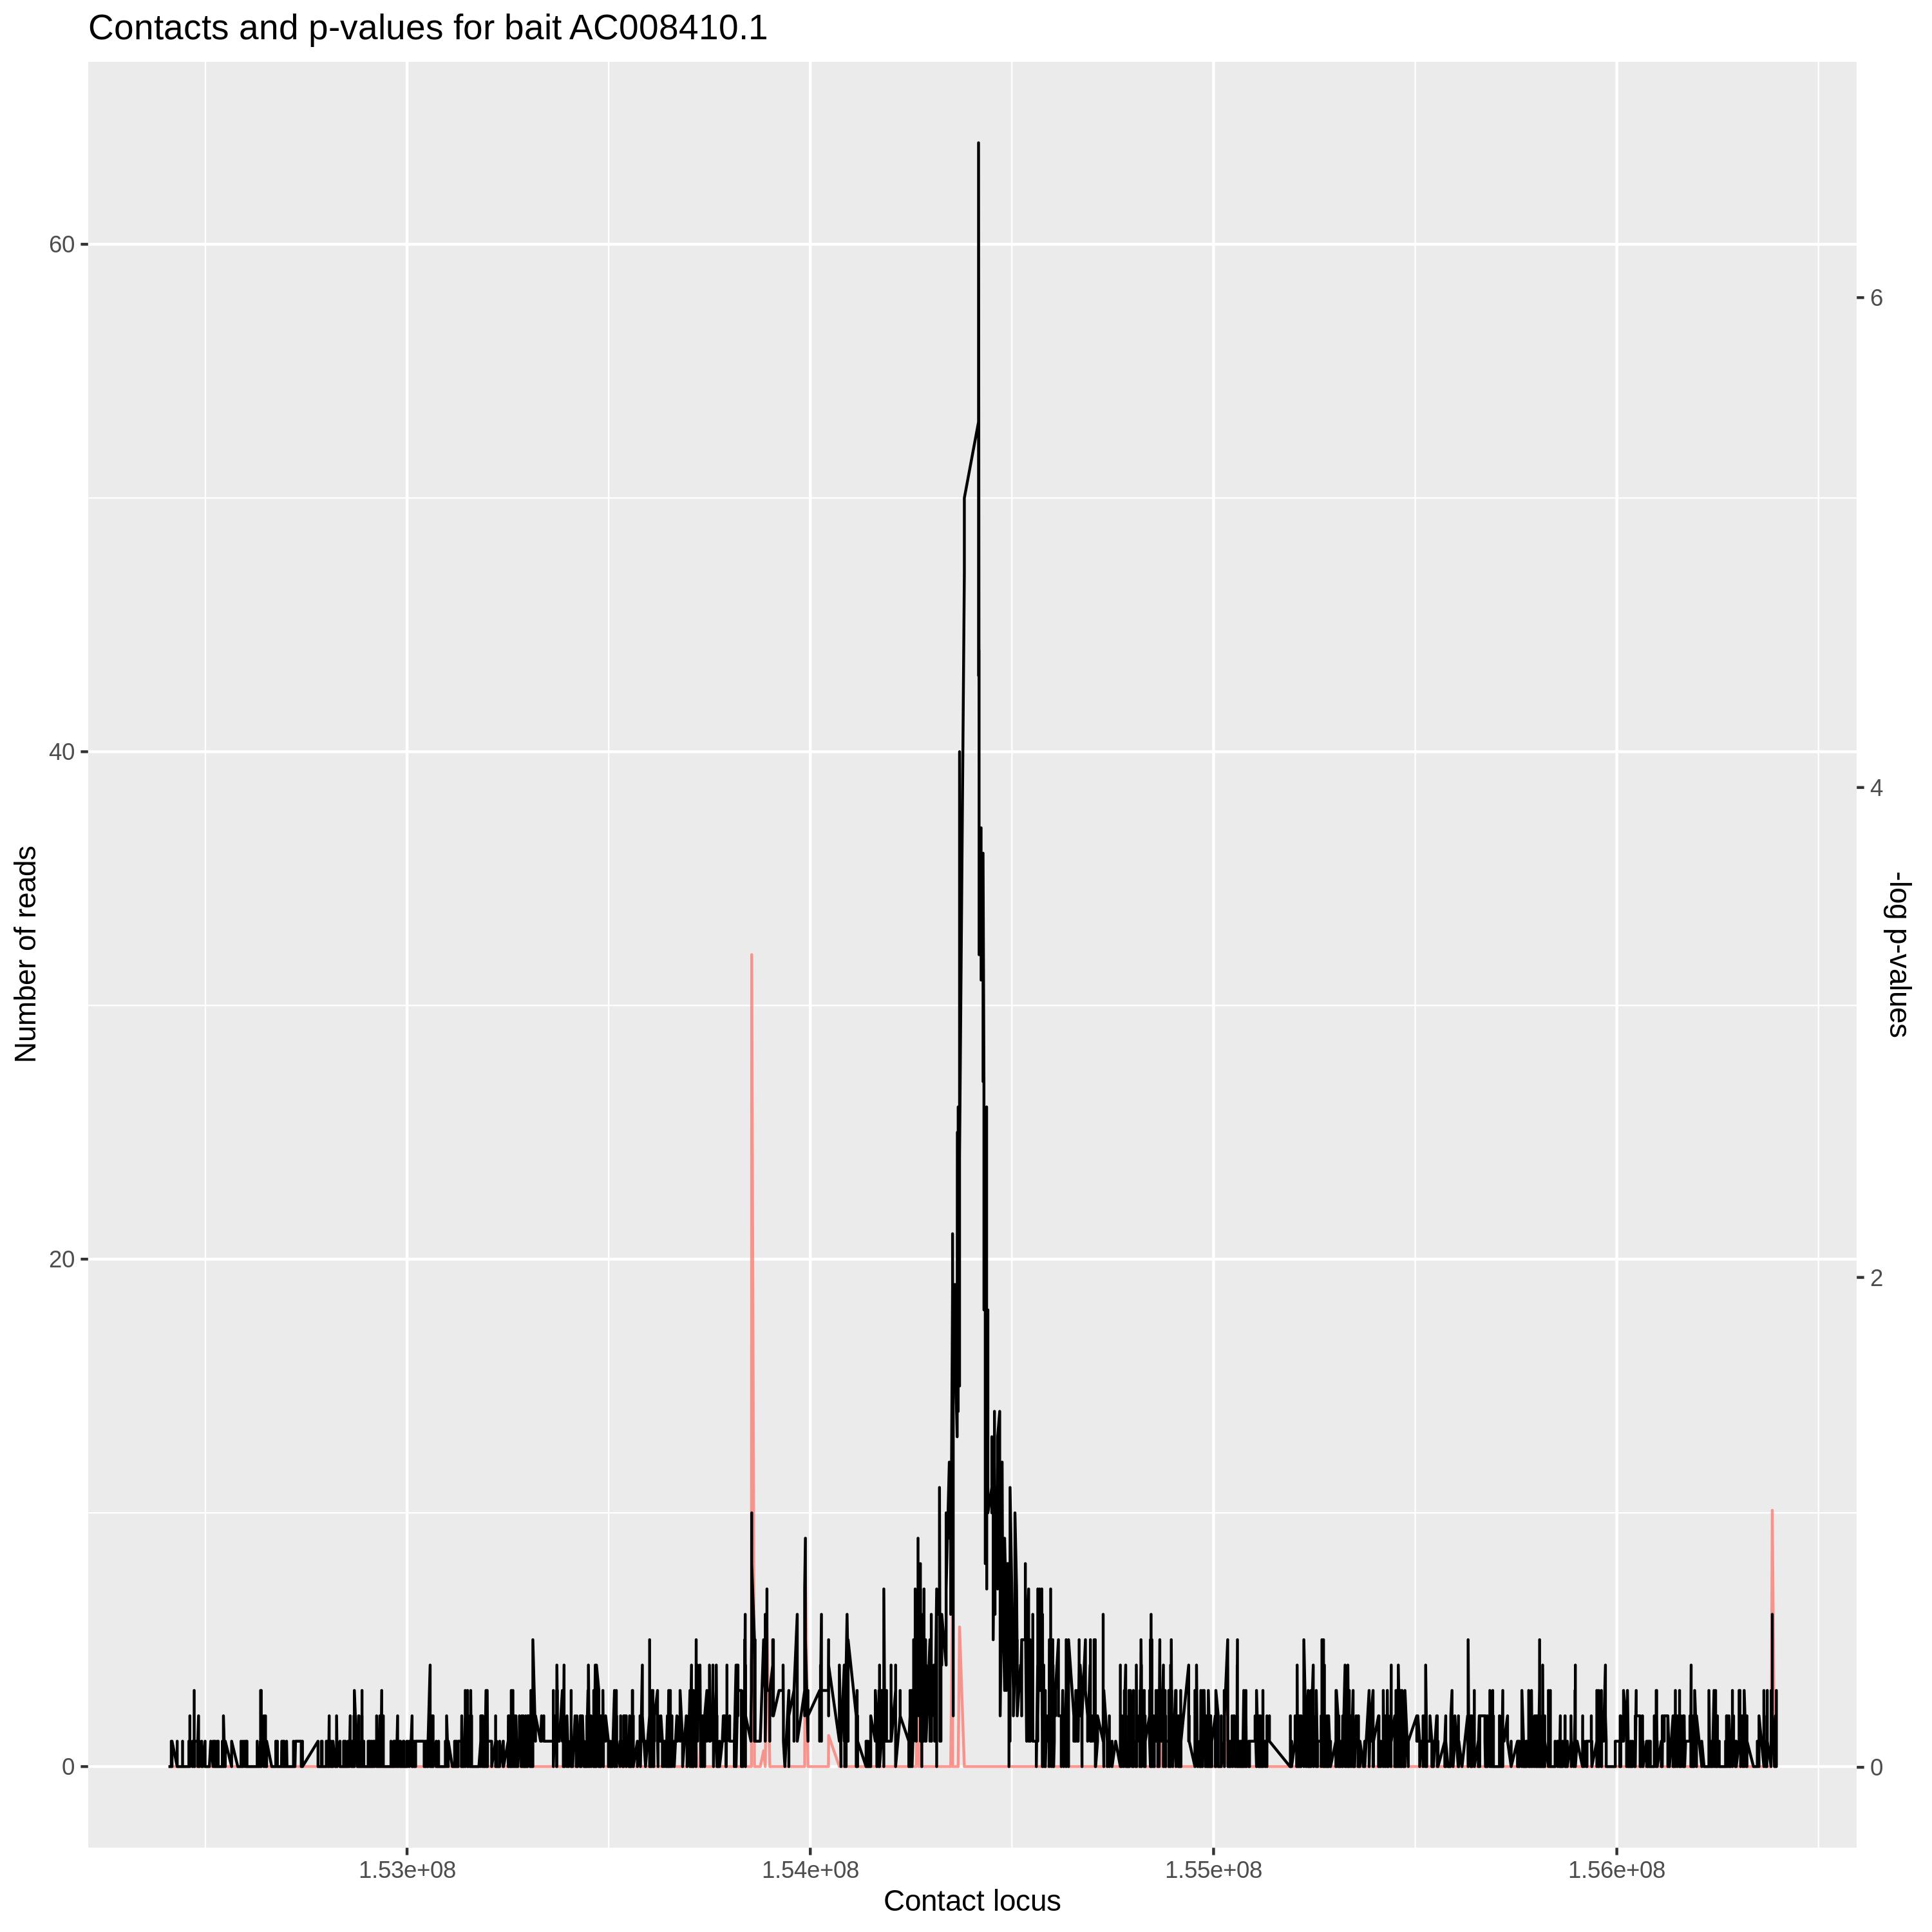 Contacts and p-values for bait AC008410.1
60
40
20
0
6
4
2
0
Number of reads
-log p-values
1.53e+08 1.54e+08 1.55e+08 1.56e+08
Contact locus